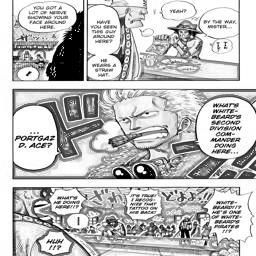 YOU GOT A
LOT OF NERVE
SHOWING YOUR
FACE AROUND
HERE.
HAVE YOU
SEEN THIS
GUY AROUND
HERE?
HE
WEARS A
STRAW
HAT.
YEAH?
BY THE WAY,
MISTER...
!!
WHAT'S
WHITE-
BEARD'S
SECOND
DIVISION
COM-
MANDER
DOING
HERE...
...
PORTGAZ
D. ACE?
WHITE-
BEARD!?
HE'S ONE
OF WHITE-
BEARD'S
PIRATES
!!?
IT'S TRUE!
I RECOG-
NIZE
THAT
TATTOO ON
HIS BACK!
WHAT'S
HE DOING
HERE!!?
!
HUH
!!?